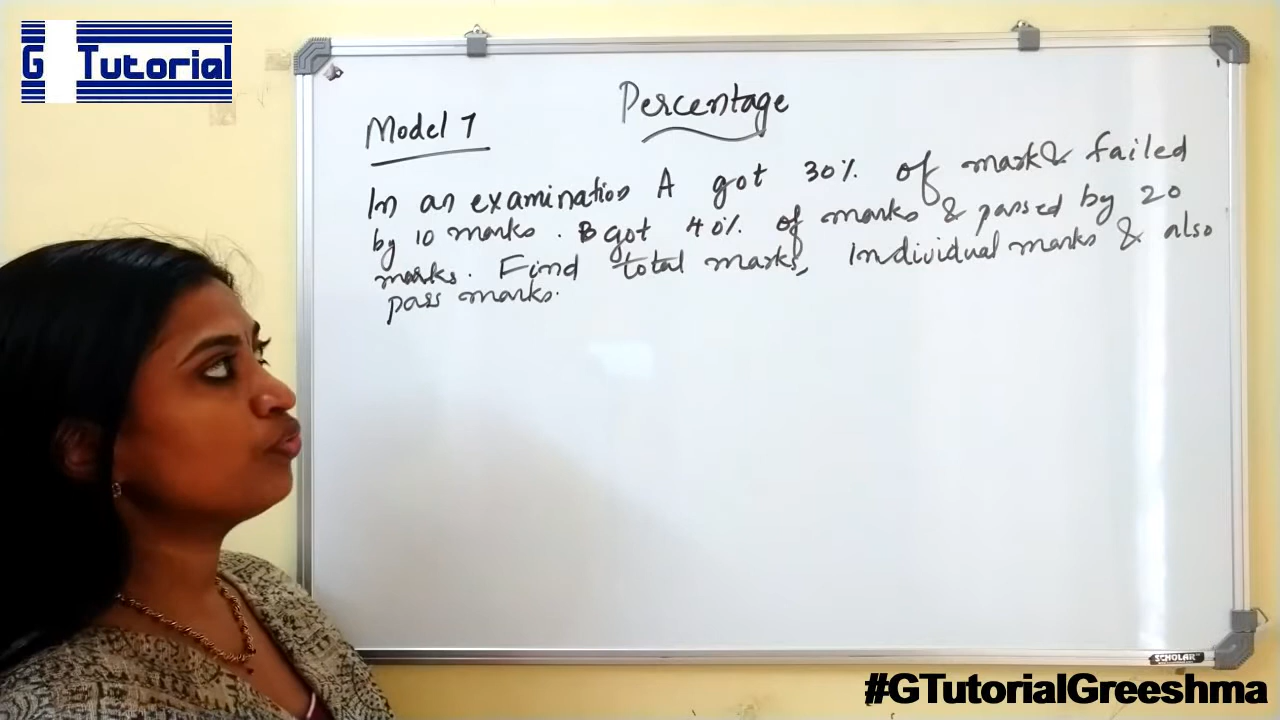 G Tutorial
Percentage
Model 7
In an examination A got 30% of mark & failed
by 10 marks. B got 40% of marks & passed by 20
marks. Find total marks, Individual marks & also
pass marks.
SCHOLAR
#GTutorialGreeshma